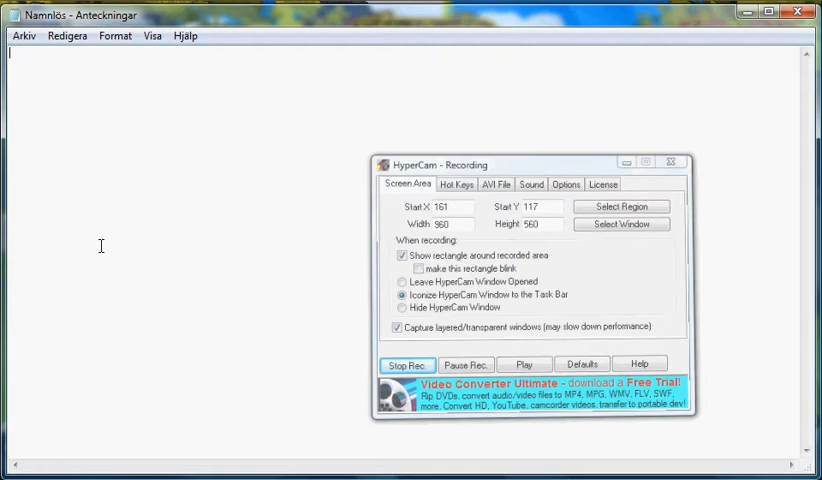 Namnlös - Anteckningar
Arkiv Redigera Format Visa Hjälp
HyperCam - Recording
Screen Area Hot Keys AVI File Sound Options License
Start X 161 Start Y 117 Select Region
Width 960 Height 560 Select Window
When recording:
Show rectangle around recorded area
make this rectangle blink
Leave HyperCam Window Opened
Iconize HyperCam Window to the Task Bar
Hide HyperCam Window
Capture layered/transparent windows (may slow down performance)
Stop Rec. Pause Rec. Play Defaults Help
Video Converter Ultimate - download a Free Trial!
Rip DVDs, convert audio/video files to MP4, MPG, WMV, FLV, SWF,
more. Convert HD, YouTube, camcorder videos, transfer to portable dev!